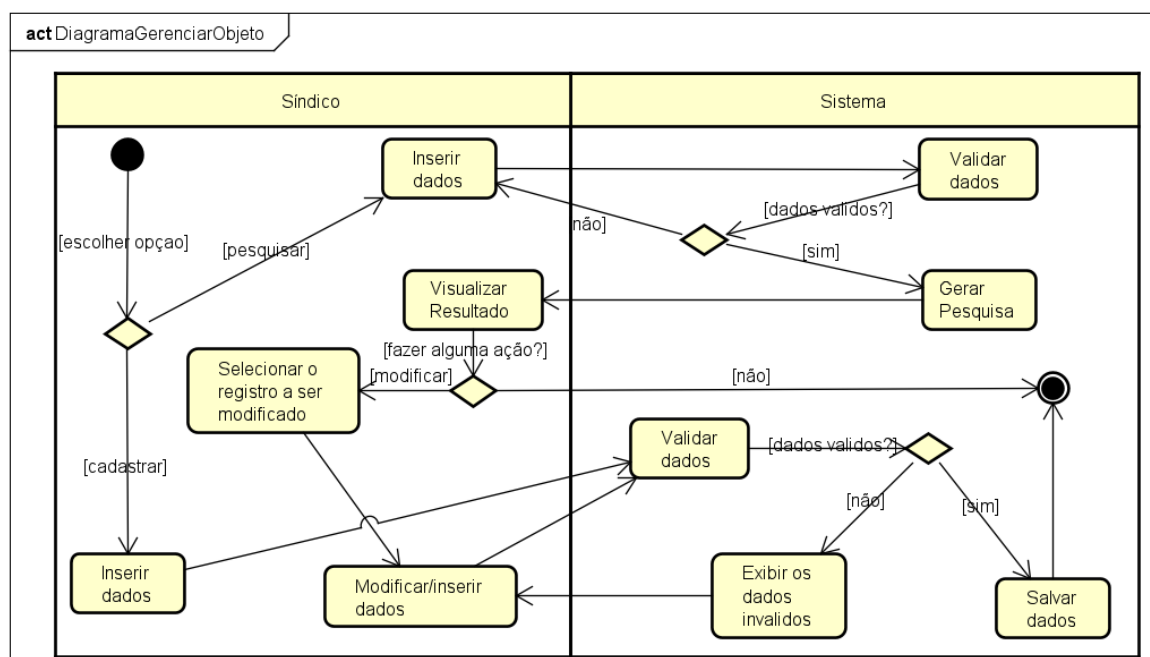 act DiagramaGerenciarObjeto
Síndico
Sistema
Inserir
dados
Validar
dados
[dados validos?]
[não]
[escolher opçao]
[pesquisar]
[sim]
Visualizar
Resultado
Gerar
Pesquisa
[fazer alguma ação?]
[modificar]
[não]
Selecionar o
registro a ser
modificado
Validar
dados
[dados validos?]
[cadastrar]
[não]
[sim]
Inserir
dados
Modificar/inserir
dados
Exibir os
dados
invalidos
Salvar
dados